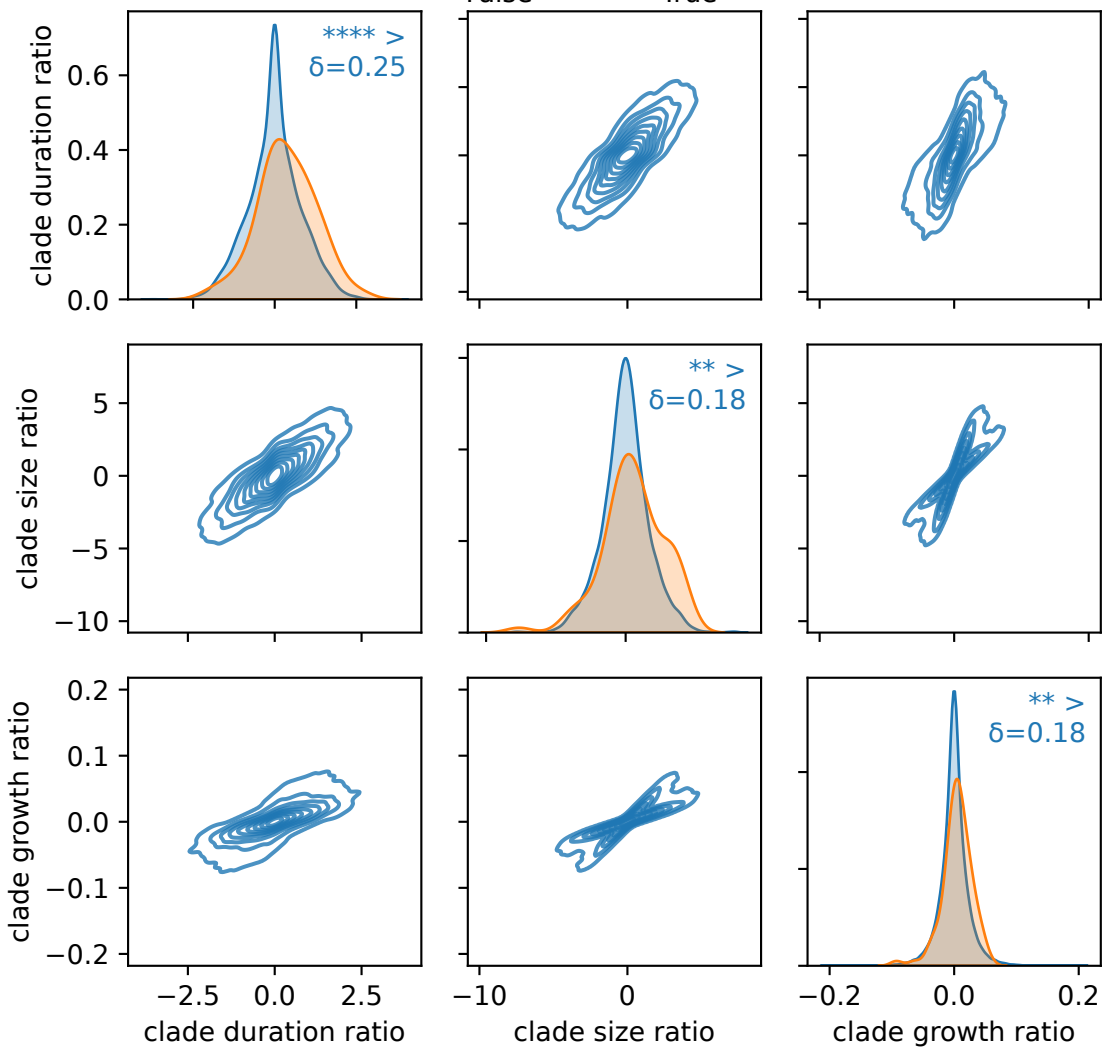 **** >
δ=0.25
clade duration ratio
0.6
0.4
0.2
0.0
** >
δ=0.18
clade size ratio
5
0
−5
−10
** >
δ=0.18
clade growth ratio
0.2
0.1
0.0
−0.1
−0.2
−2.5 0.0 2.5
−10 0
−0.2 0.0 0.2
clade duration ratio
clade size ratio
clade growth ratio